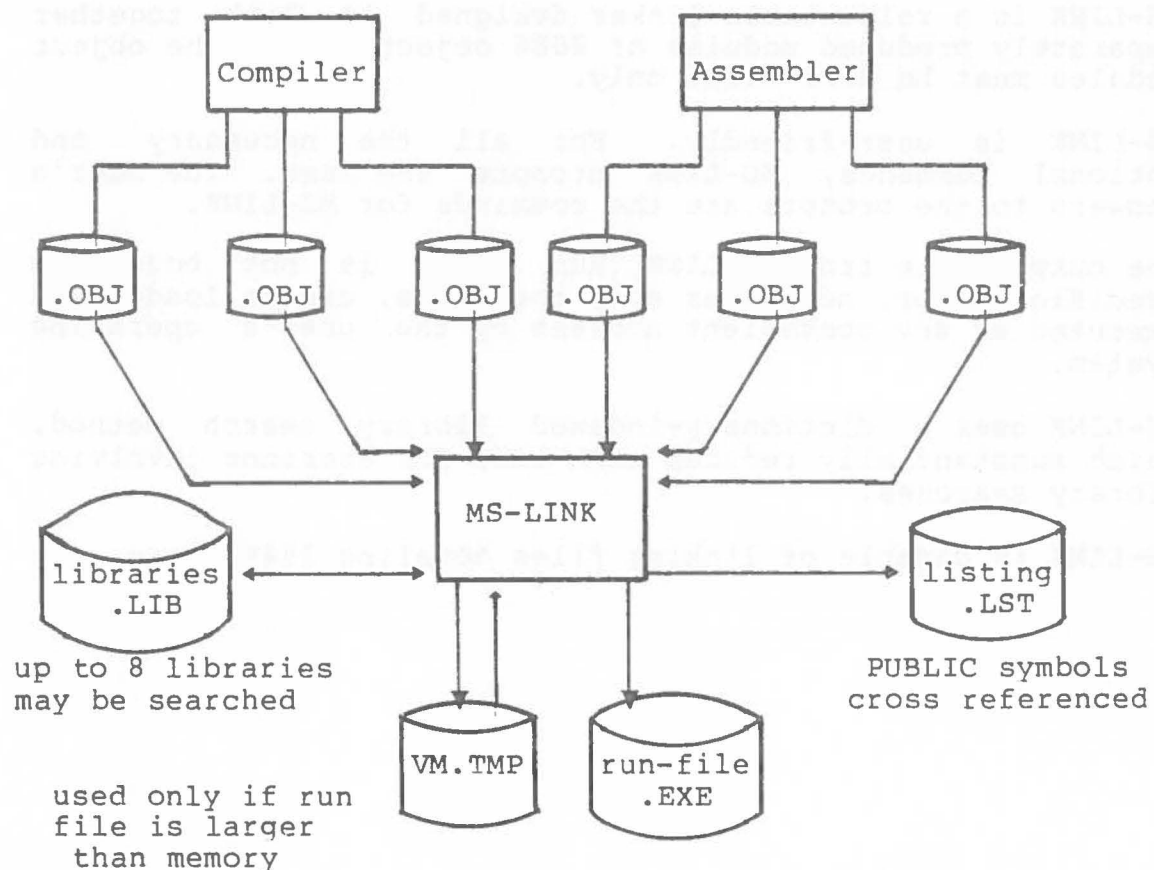 Compiler
Assembler
.OBJ
.OBJ
.OBJ
.OBJ
.OBJ
.OBJ
MS-LINK
libraries
.LIB
listing
.LST
up to 8 libraries
may be searched
PUBLIC symbols
cross referenced
VM.TMP
run-file
.EXE
used only if run
file is larger
than memory